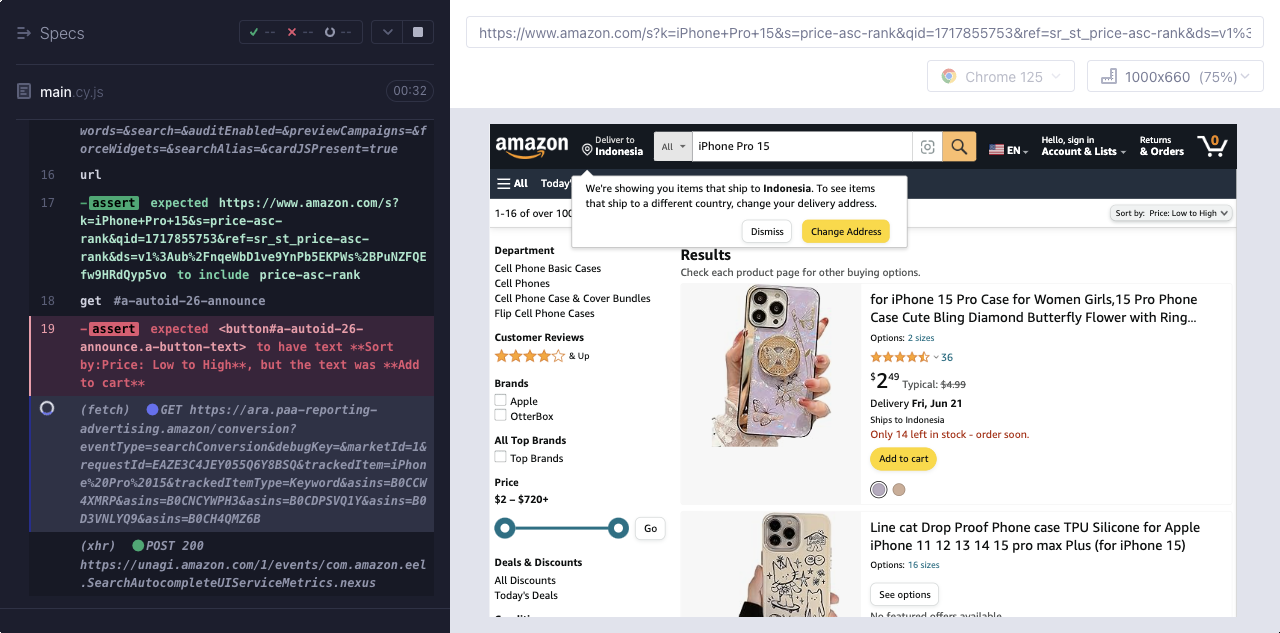 Specs
-- -- --
main.cy.js
00:32
words=&search=&auditEnabled=&previewCampaigns=&f
orceWidgets=&searchAlias=&cardJSPresent=true
16 url
17 -assert expected https://www.amazon.com/s?
k=iPhone+Pro+15&s=price-asc-
rank&qid=1717855753&ref=sr_st_price-asc-
rank&ds=v1%3Aub%2FnqeWbD1ve9YnPb5EKPWs%2BPuNZFQE
fw9HRdQyp5vo to include price-asc-rank
18 get #a-autoid-26-announce
19 -assert expected <button#a-autoid-26-
announce.a-button-text> to have text **Sort
by:Price: Low to High**, but the text was **Add
to cart**
(fetch) GET https://ara.paa-reporting-
advertising.amazon/conversion?
eventType=searchConversion&debugKey=&marketId=1&
requestId=EAZE3C4JEY055Q6Y8BSQ&trackedItem=iPhon
e%20Pro%2015&trackedItemType=Keyword&asins=B0CCW
4XMRP&asins=B0CNCYWPH3&asins=B0CDPSVQ1Y&asins=B0
D3VNLYQ9&asins=B0CH4QMZ6B
(xhr) POST 200
https://unagi.amazon.com/1/events/com.amazon.eel
.SearchAutocompleteUIServiceMetrics.nexus
https://www.amazon.com/s?k=iPhone+Pro+15&s=price-asc-rank&qid=1717855753&ref=sr_st_price-asc-rank&ds=v1%3
Chrome 125
1000x660 (75%)
amazon
Deliver to
Indonesia
All
iPhone Pro 15
EN
Hello, sign in
Account & Lists
Returns
& Orders
0
All
Today'
We're showing you items that ship to Indonesia. To see items
that ship to a different country, change your delivery address.
Dismiss
Change Address
1-16 of over 100
Sort by: Price: Low to High
Department
Cell Phone Basic Cases
Cell Phones
Cell Phone Case & Cover Bundles
Flip Cell Phone Cases
Customer Reviews
& Up
Brands
Apple
OtterBox
All Top Brands
Top Brands
Price
$2 – $720+
Go
Deals & Discounts
All Discounts
Today's Deals
Condition
Results
Check each product page for other buying options.
for iPhone 15 Pro Case for Women Girls,15 Pro Phone
Case Cute Bling Diamond Butterfly Flower with Ring...
Options: 2 sizes
36
$2 49 Typical: $4.99
Delivery Fri, Jun 21
Ships to Indonesia
Only 14 left in stock - order soon.
Add to cart
Line cat Drop Proof Phone case TPU Silicone for Apple
iPhone 11 12 13 14 15 pro max Plus (for iPhone 15)
Options: 16 sizes
See options
No featured offers available